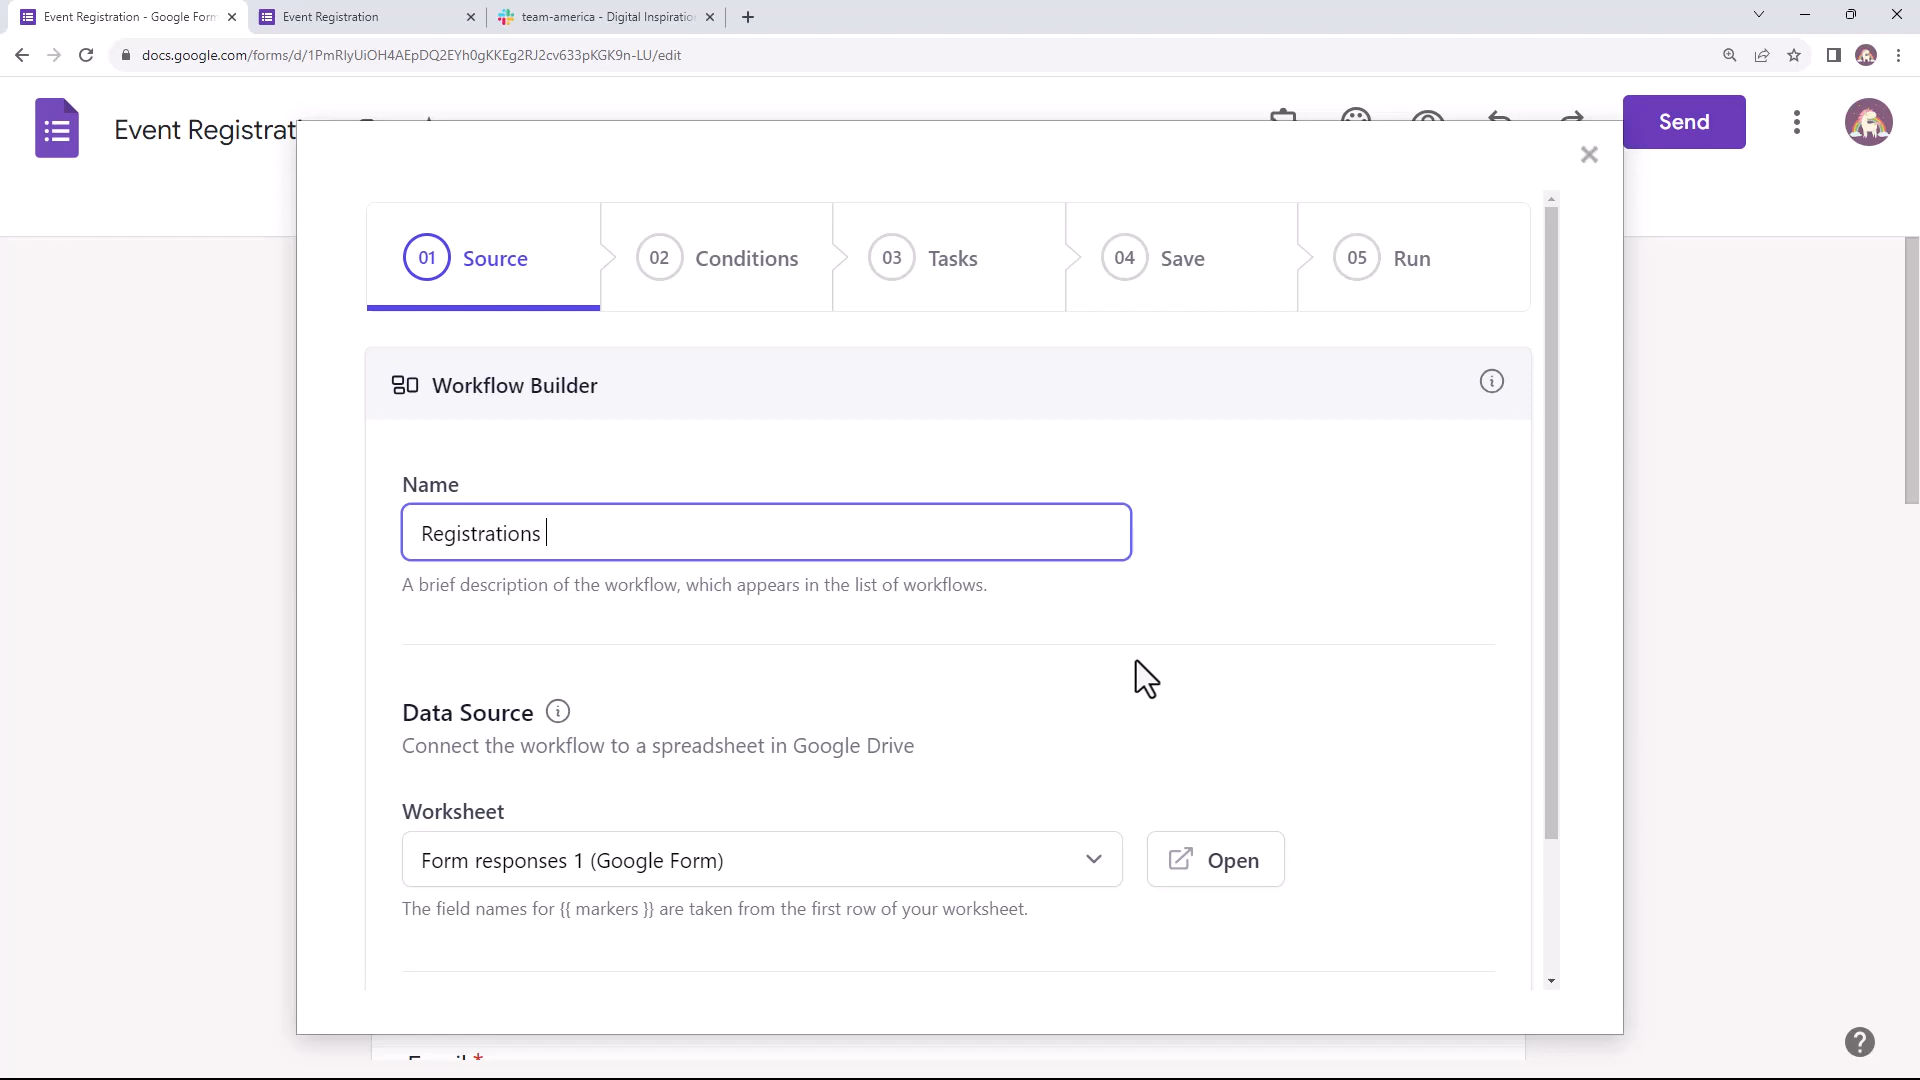 Event Registration - Google Form
Event Registration
team-america - Digital Inspiratio
docs.google.com/forms/d/1PmRlyUiOH4AEpDQ2EYh0gKKEg2RJ2cv633pKGK9n-LU/edit
Event Registrat
Send
01 Source
02 Conditions
03 Tasks
04 Save
05 Run
Workflow Builder
Name
Registrations
A brief description of the workflow, which appears in the list of workflows.
Data Source
Connect the workflow to a spreadsheet in Google Drive
Worksheet
Form responses 1 (Google Form)
Open
The field names for {{ markers }} are taken from the first row of your worksheet.